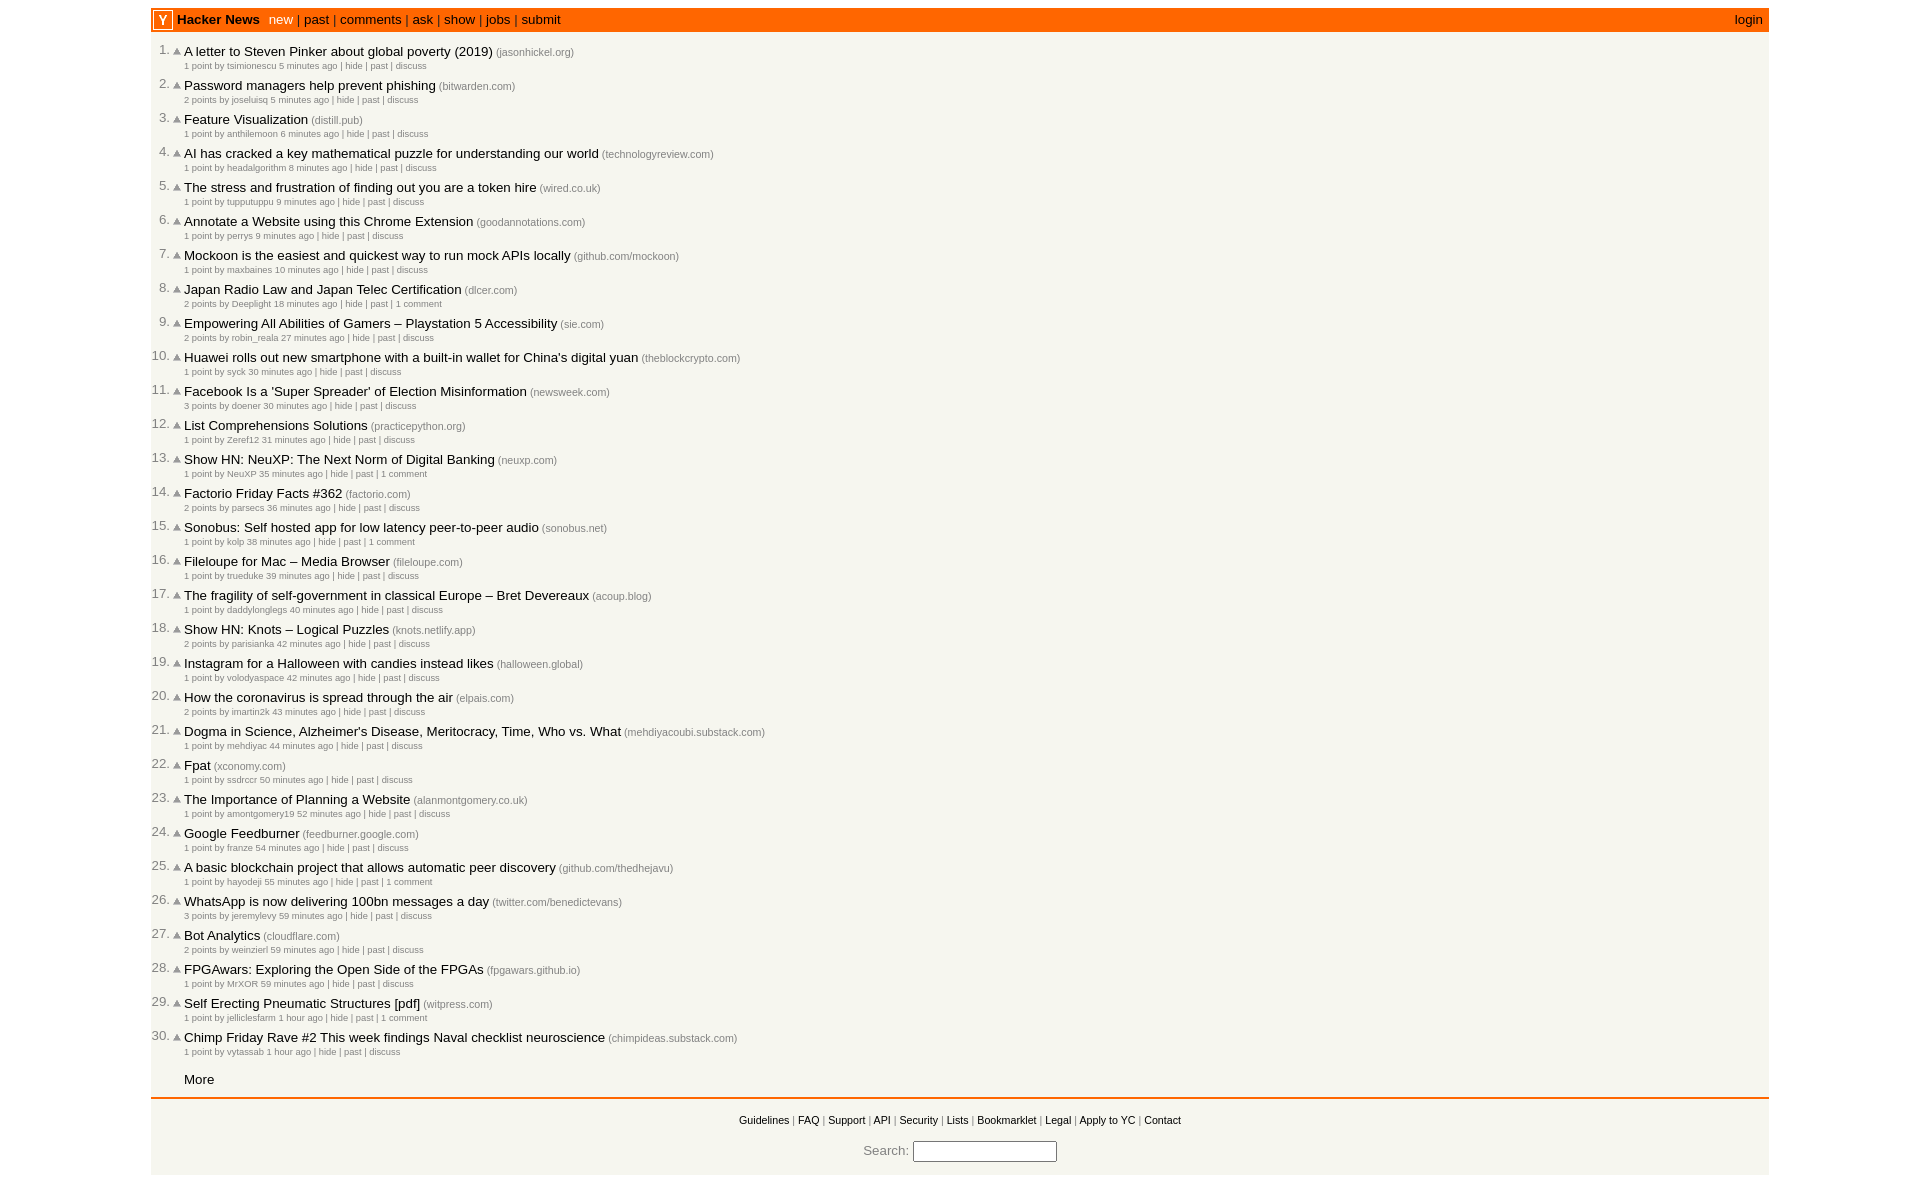 Y Hacker News new | past | comments | ask | show | jobs | submit login
1. A letter to Steven Pinker about global poverty (2019) (jasonhickel.org)
1 point by tsimionescu 5 minutes ago | hide | past | discuss
2. Password managers help prevent phishing (bitwarden.com)
2 points by joseluisq 5 minutes ago | hide | past | discuss
3. Feature Visualization (distill.pub)
1 point by anthilemoon 6 minutes ago | hide | past | discuss
4. AI has cracked a key mathematical puzzle for understanding our world (technologyreview.com)
1 point by headalgorithm 8 minutes ago | hide | past | discuss
5. The stress and frustration of finding out you are a token hire (wired.co.uk)
1 point by tupputuppu 9 minutes ago | hide | past | discuss
6. Annotate a Website using this Chrome Extension (goodannotations.com)
1 point by perrys 9 minutes ago | hide | past | discuss
7. Mockoon is the easiest and quickest way to run mock APIs locally (github.com/mockoon)
1 point by maxbaines 10 minutes ago | hide | past | discuss
8. Japan Radio Law and Japan Telec Certification (dlcer.com)
2 points by Deeplight 18 minutes ago | hide | past | 1 comment
9. Empowering All Abilities of Gamers – Playstation 5 Accessibility (sie.com)
2 points by robin_reala 27 minutes ago | hide | past | discuss
10. Huawei rolls out new smartphone with a built-in wallet for China's digital yuan (theblockcrypto.com)
1 point by syck 30 minutes ago | hide | past | discuss
11. Facebook Is a 'Super Spreader' of Election Misinformation (newsweek.com)
3 points by doener 30 minutes ago | hide | past | discuss
12. List Comprehensions Solutions (practicepython.org)
1 point by Zeref12 31 minutes ago | hide | past | discuss
13. Show HN: NeuXP: The Next Norm of Digital Banking (neuxp.com)
1 point by NeuXP 35 minutes ago | hide | past | 1 comment
14. Factorio Friday Facts #362 (factorio.com)
2 points by parsecs 36 minutes ago | hide | past | discuss
15. Sonobus: Self hosted app for low latency peer-to-peer audio (sonobus.net)
1 point by kolp 38 minutes ago | hide | past | 1 comment
16. Fileloupe for Mac – Media Browser (fileloupe.com)
1 point by trueduke 39 minutes ago | hide | past | discuss
17. The fragility of self-government in classical Europe – Bret Devereaux (acoup.blog)
1 point by daddylonglegs 40 minutes ago | hide | past | discuss
18. Show HN: Knots – Logical Puzzles (knots.netlify.app)
2 points by parisianka 42 minutes ago | hide | past | discuss
19. Instagram for a Halloween with candies instead likes (halloween.global)
1 point by volodyaspace 42 minutes ago | hide | past | discuss
20. How the coronavirus is spread through the air (elpais.com)
2 points by imartin2k 43 minutes ago | hide | past | discuss
21. Dogma in Science, Alzheimer's Disease, Meritocracy, Time, Who vs. What (mehdiyacoubi.substack.com)
1 point by mehdiyac 44 minutes ago | hide | past | discuss
22. Fpat (xconomy.com)
1 point by ssdrccr 50 minutes ago | hide | past | discuss
23. The Importance of Planning a Website (alanmontgomery.co.uk)
1 point by amontgomery19 52 minutes ago | hide | past | discuss
24. Google Feedburner (feedburner.google.com)
1 point by franze 54 minutes ago | hide | past | discuss
25. A basic blockchain project that allows automatic peer discovery (github.com/thedhejavu)
1 point by hayodeji 55 minutes ago | hide | past | 1 comment
26. WhatsApp is now delivering 100bn messages a day (twitter.com/benedictevans)
3 points by jeremylevy 59 minutes ago | hide | past | discuss
27. Bot Analytics (cloudflare.com)
2 points by weinzierl 59 minutes ago | hide | past | discuss
28. FPGAwars: Exploring the Open Side of the FPGAs (fpgawars.github.io)
1 point by MrXOR 59 minutes ago | hide | past | discuss
29. Self Erecting Pneumatic Structures [pdf] (witpress.com)
1 point by jelliclesfarm 1 hour ago | hide | past | 1 comment
30. Chimp Friday Rave #2 This week findings Naval checklist neuroscience (chimpideas.substack.com)
1 point by vytassab 1 hour ago | hide | past | discuss
More
Guidelines | FAQ | Support | API | Security | Lists | Bookmarklet | Legal | Apply to YC | Contact
Search: